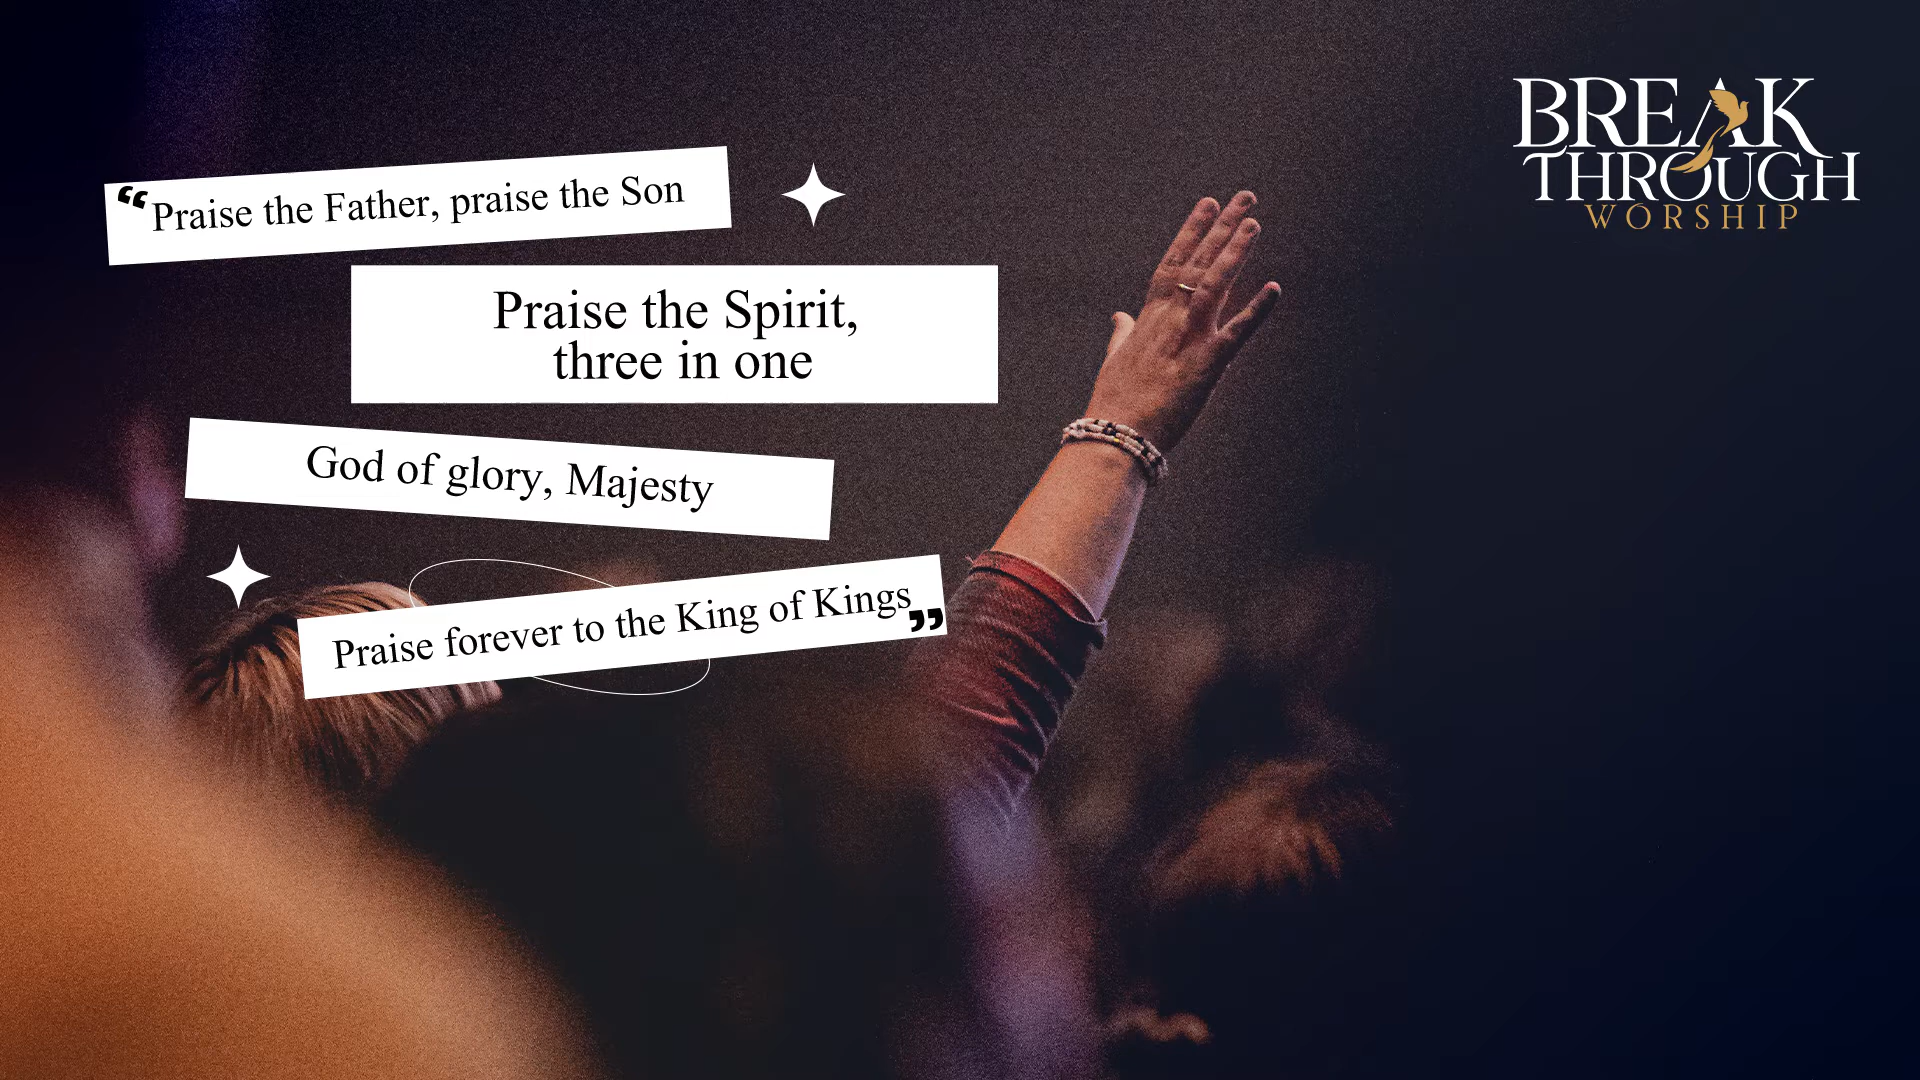 “Praise the Father, praise the Son
Praise the Spirit,
three in one
God of glory, Majesty
Praise forever to the King of Kings”
BREAK
THROUGH
WORSHIP